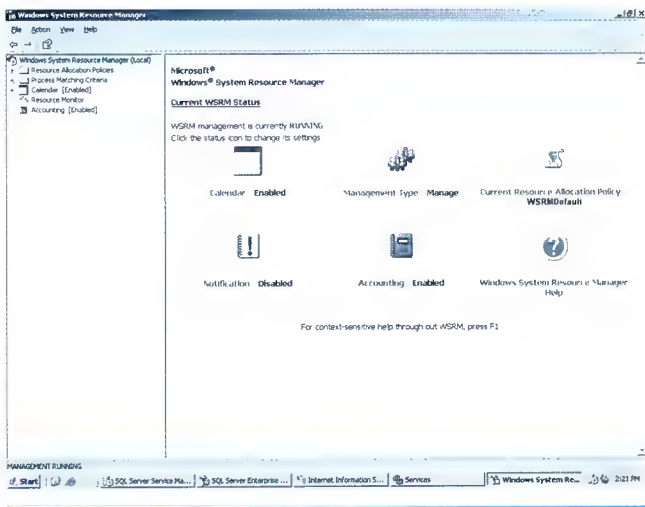 Windows System Resource Manager
File Action View Help
Windows System Resource Manager (Local)
Resource Allocation Policies
Process Matching Criteria
Calendar [Enabled]
Resource Monitor
Accounting [Enabled]
Microsoft®
Windows® System Resource Manager
Current WSRM Status
WSRM management is currently RUNNING
Click the status icon to change its settings
Calendar Enabled
Management Type Manage
Current Resource Allocation Policy
WSRMDefault
Notification Disabled
Accounting Enabled
Windows System Resource Manager
Help
For context-sensitive help through out WSRM, press F1
MANAGEMENT RUNNING
Start
SQL Server Service Ma...
SQL Server Enterprise ...
Internet Information S...
Services
Windows System Re...
2:21 PM